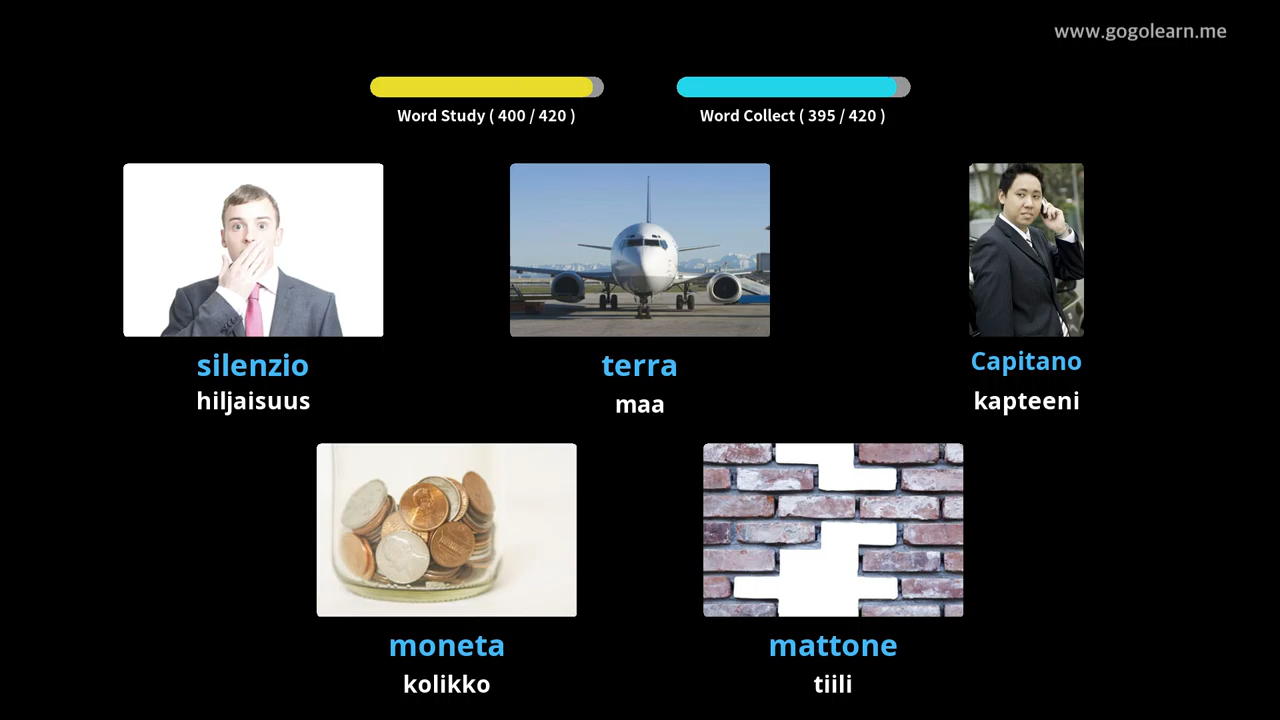 www.gogolearn.me
Word Study ( 400 / 420 )
Word Collect ( 395 / 420 )
silenzio
hiljaisuus
terra
maa
Capitano
kapteeni
moneta
kolikko
mattone
tiili